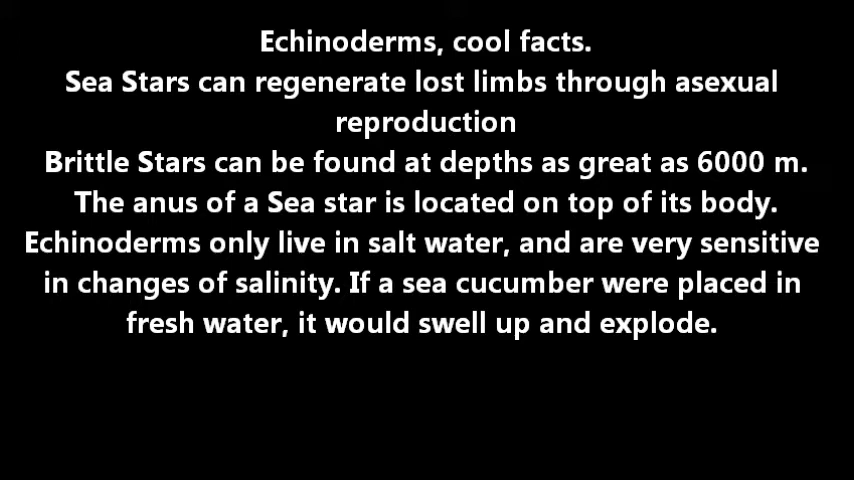 Echinoderms, cool facts.
Sea Stars can regenerate lost limbs through asexual
reproduction
Brittle Stars can be found at depths as great as 6000 m.
The anus of a Sea star is located on top of its body.
Echinoderms only live in salt water, and are very sensitive
in changes of salinity. If a sea cucumber were placed in
fresh water, it would swell up and explode.